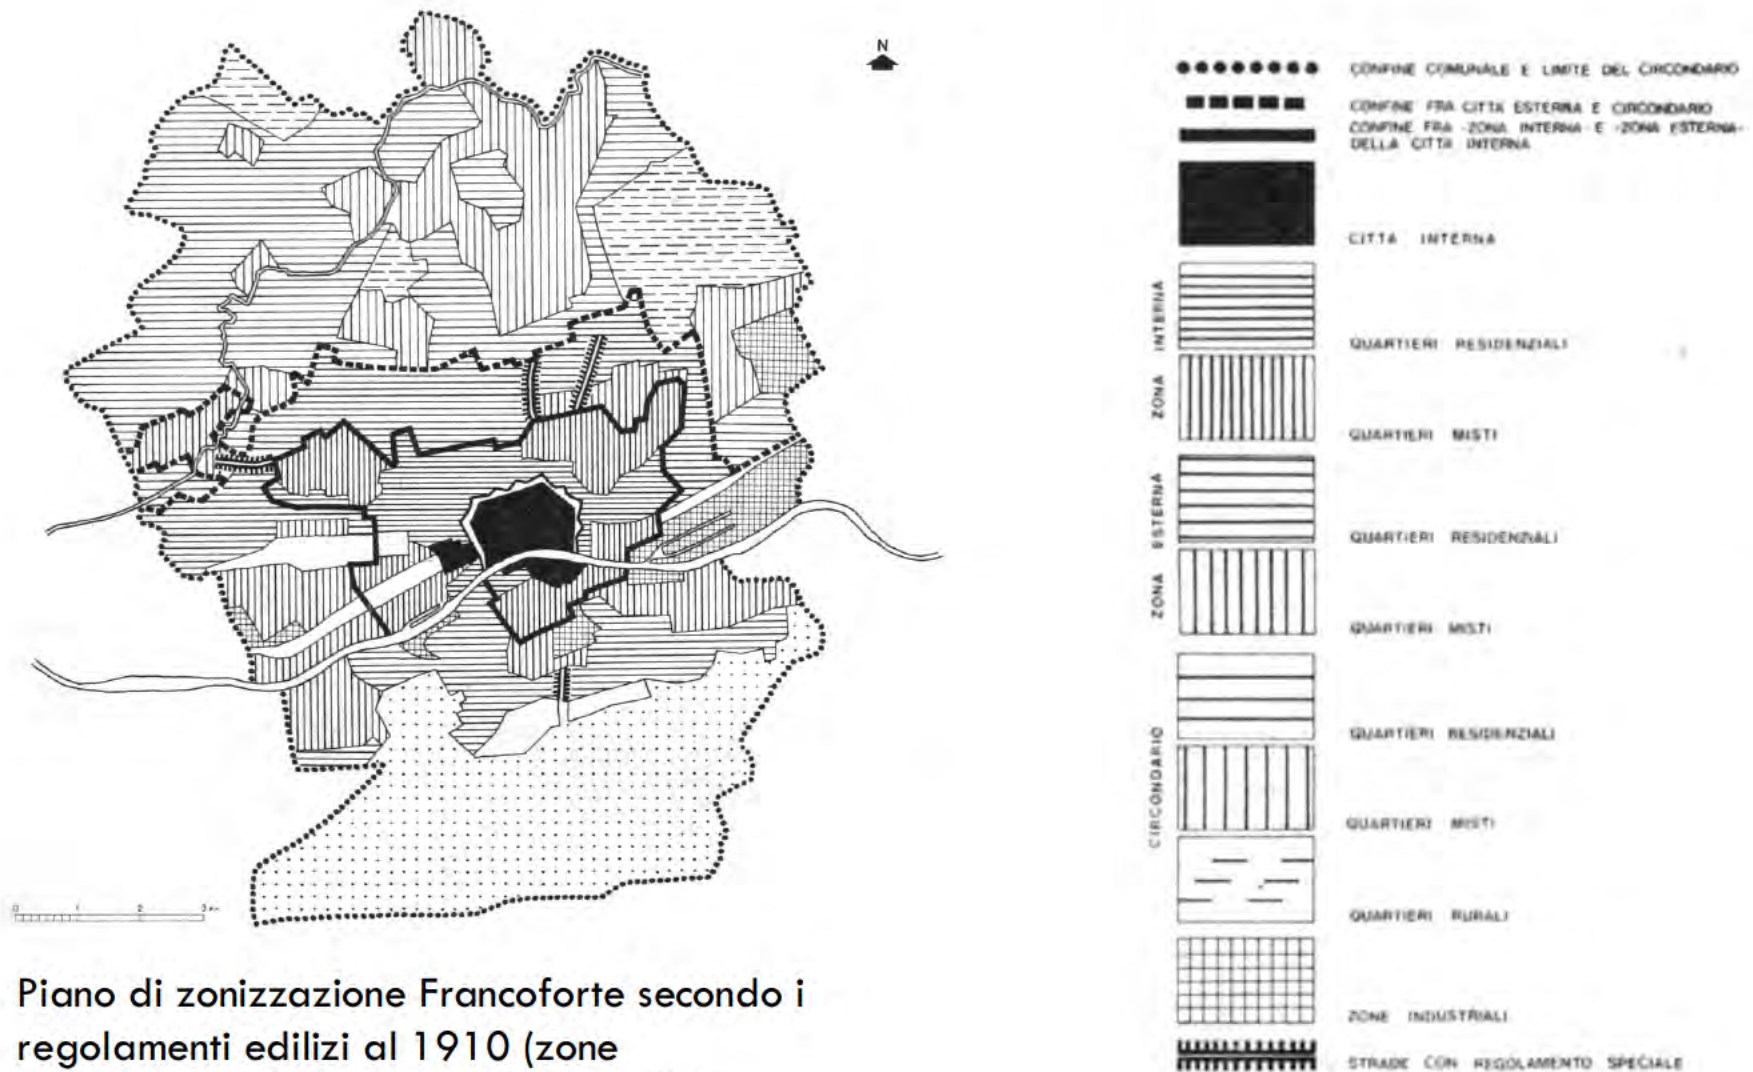 N
CONFINE COMUNALE E LIMITE DEL CIRCONDARIO
CONFINE FRA CITTA ESTERNA E CIRCONDARIO
CONFINE FRA -ZONA INTERNA- E -ZONA ESTERNA-
DELLA CITTA INTERNA
CITTA INTERNA
ZONA INTERNA
QUARTIERI RESIDENZIALI
QUARTIERI MISTI
ZONA ESTERNA
QUARTIERI RESIDENZIALI
QUARTIERI MISTI
CIRCONDARIO
QUARTIERI RESIDENZIALI
QUARTIERI MISTI
QUARTIERI RURALI
ZONE INDUSTRIALI
STRADE CON REGOLAMENTO SPECIALE
0 1 2 3 km
Piano di zonizzazione Francoforte secondo i
regolamenti edilizi al 1910 (zone